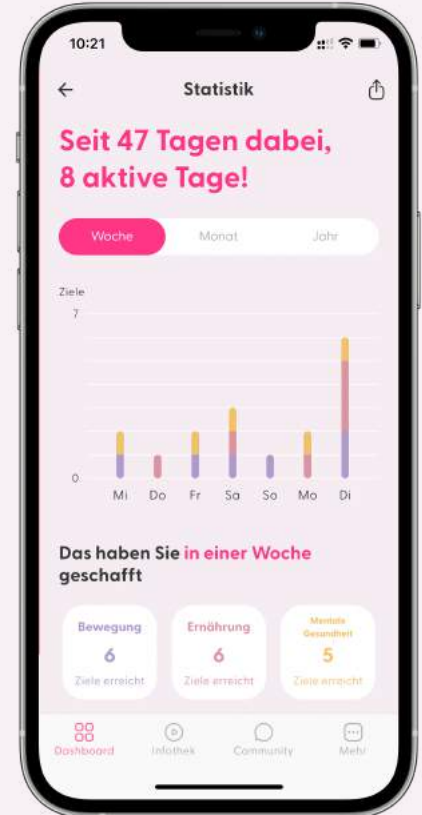 10:21
Statistik
Seit 47 Tagen dabei,
8 aktive Tage!
Woche Monat Jahr
Ziele
7
0
Mi Do Fr Sa So Mo Di
Das haben Sie in einer Woche
geschafft
Bewegung
6
Ziele erreicht
Ernährung
6
Ziele erreicht
Mentale
Gesundheit
5
Ziele erreicht
Dashboard Infothek Community Mehr